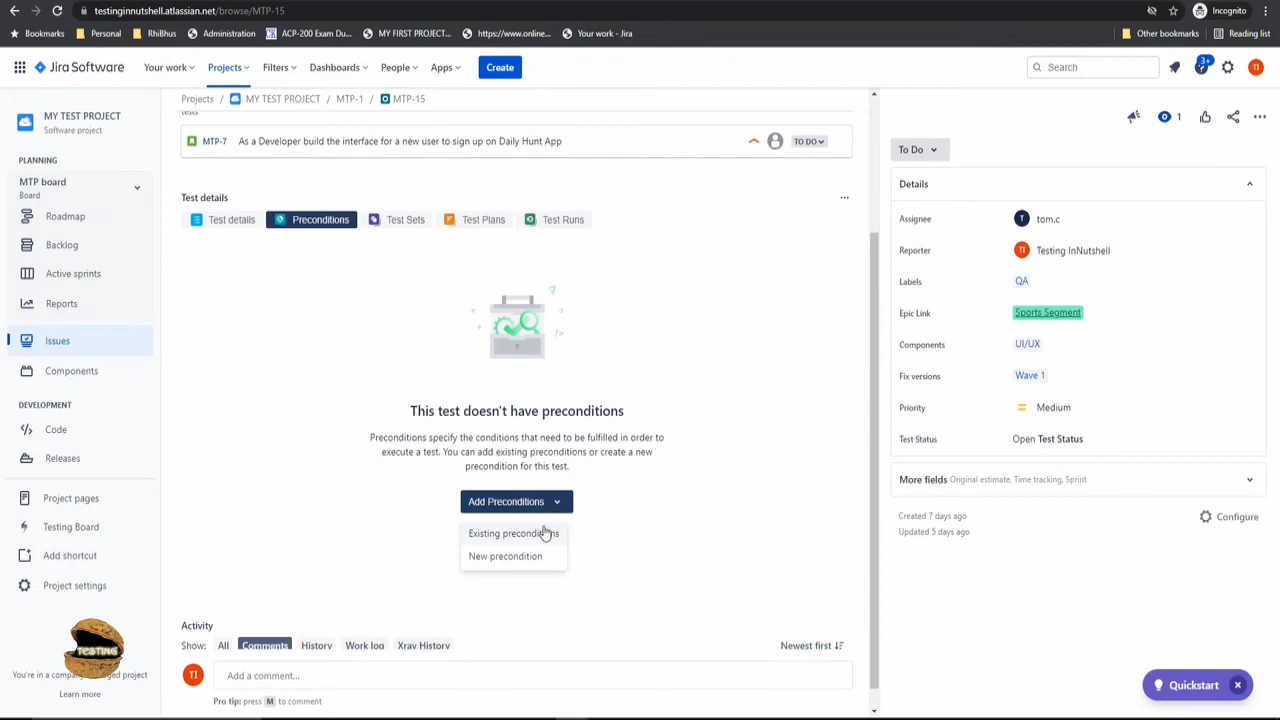 testinginnutshell.atlassian.net/browse/MTP-15
Incognito
Bookmarks
Personal
RhiBhus
Administration
ACP-200 Exam Du...
MY FIRST PROJECT...
https://www.online...
Your work - Jira
Other bookmarks
Reading list
Jira Software
Your work
Projects
Filters
Dashboards
People
Apps
Create
Search
3+
TI
Projects / MY TEST PROJECT / MTP-1 / MTP-15
MY TEST PROJECT
Software project
PLANNING
MTP board
Board
Roadmap
Backlog
Active sprints
Reports
Issues
Components
DEVELOPMENT
Code
Releases
Project pages
Testing Board
Add shortcut
Project settings
TESTING
You're in a company-managed project
Learn more
tests
MTP-7 As a Developer build the interface for a new user to sign up on Daily Hunt App
TO DO
Test details
Test details
Preconditions
Test Sets
Test Plans
Test Runs
This test doesn't have preconditions
Preconditions specify the conditions that need to be fulfilled in order to
execute a test. You can add existing preconditions or create a new
precondition for this test.
Add Preconditions
Existing preconditions
New precondition
Activity
Show: All Comments History Work log Xray History
Newest first
TI
Add a comment...
Pro tip: press M to comment
1
To Do
Details
Assignee
T tom.c
Reporter
TI Testing InNutshell
Labels
QA
Epic Link
Sports Segment
Components
UI/UX
Fix versions
Wave 1
Priority
Medium
Test Status
Open Test Status
More fields Original estimate, Time tracking, Sprint
Created 7 days ago
Updated 5 days ago
Configure
Quickstart